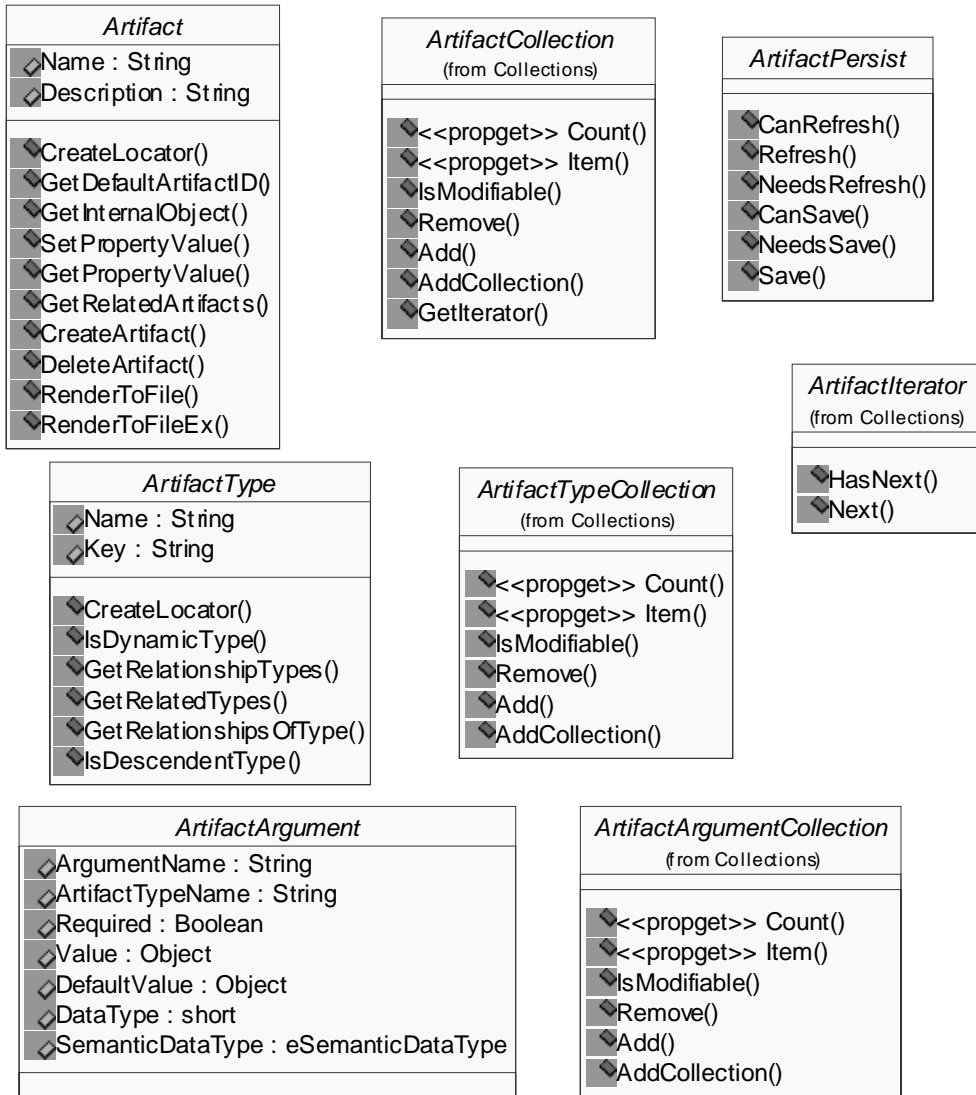 Artifact
Name : String
Description : String
CreateLocator()
GetDefaultArtifactID()
GetInternalObject()
SetPropertyValue()
GetPropertyValue()
GetRelatedArtifacts()
CreateArtifact()
DeleteArtifact()
RenderToFile()
RenderToFileEx()
ArtifactCollection
(from Collections)
<<propget>> Count()
<<propget>> Item()
IsModifiable()
Remove()
Add()
AddCollection()
GetIterator()
ArtifactPersist
CanRefresh()
Refresh()
NeedsRefresh()
CanSave()
NeedsSave()
Save()
ArtifactIterator
(from Collections)
HasNext()
Next()
ArtifactType
Name : String
Key : String
CreateLocator()
IsDynamicType()
GetRelationshipTypes()
GetRelatedTypes()
GetRelationshipsOfType()
IsDescendentType()
ArtifactTypeCollection
(from Collections)
<<propget>> Count()
<<propget>> Item()
IsModifiable()
Remove()
Add()
AddCollection()
ArtifactArgument
ArgumentName : String
ArtifactTypeName : String
Required : Boolean
Value : Object
DefaultValue : Object
DataType : short
SemanticDataType : eSemanticDataType
ArtifactArgumentCollection
(from Collections)
<<propget>> Count()
<<propget>> Item()
IsModifiable()
Remove()
Add()
AddCollection()